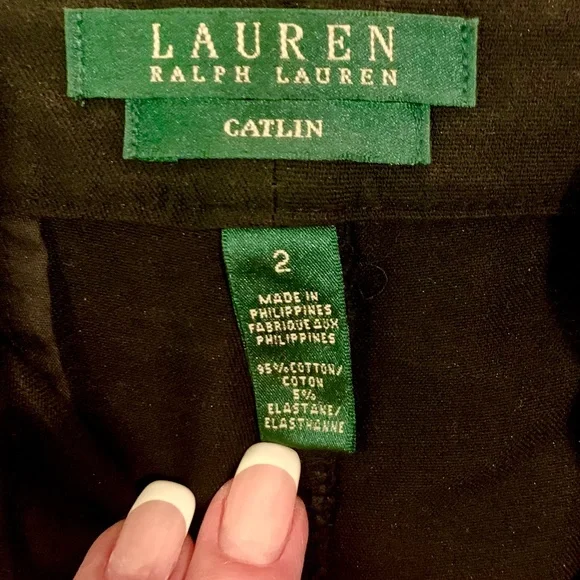 LAUREN
RALPH LAUREN
CATLIN
2
MADE IN
PHILIPPINES
FABRIQUE AUX
PHILIPPINES
95% COTTON/
COTON
5%
ELASTANE/
ELASTHANNE